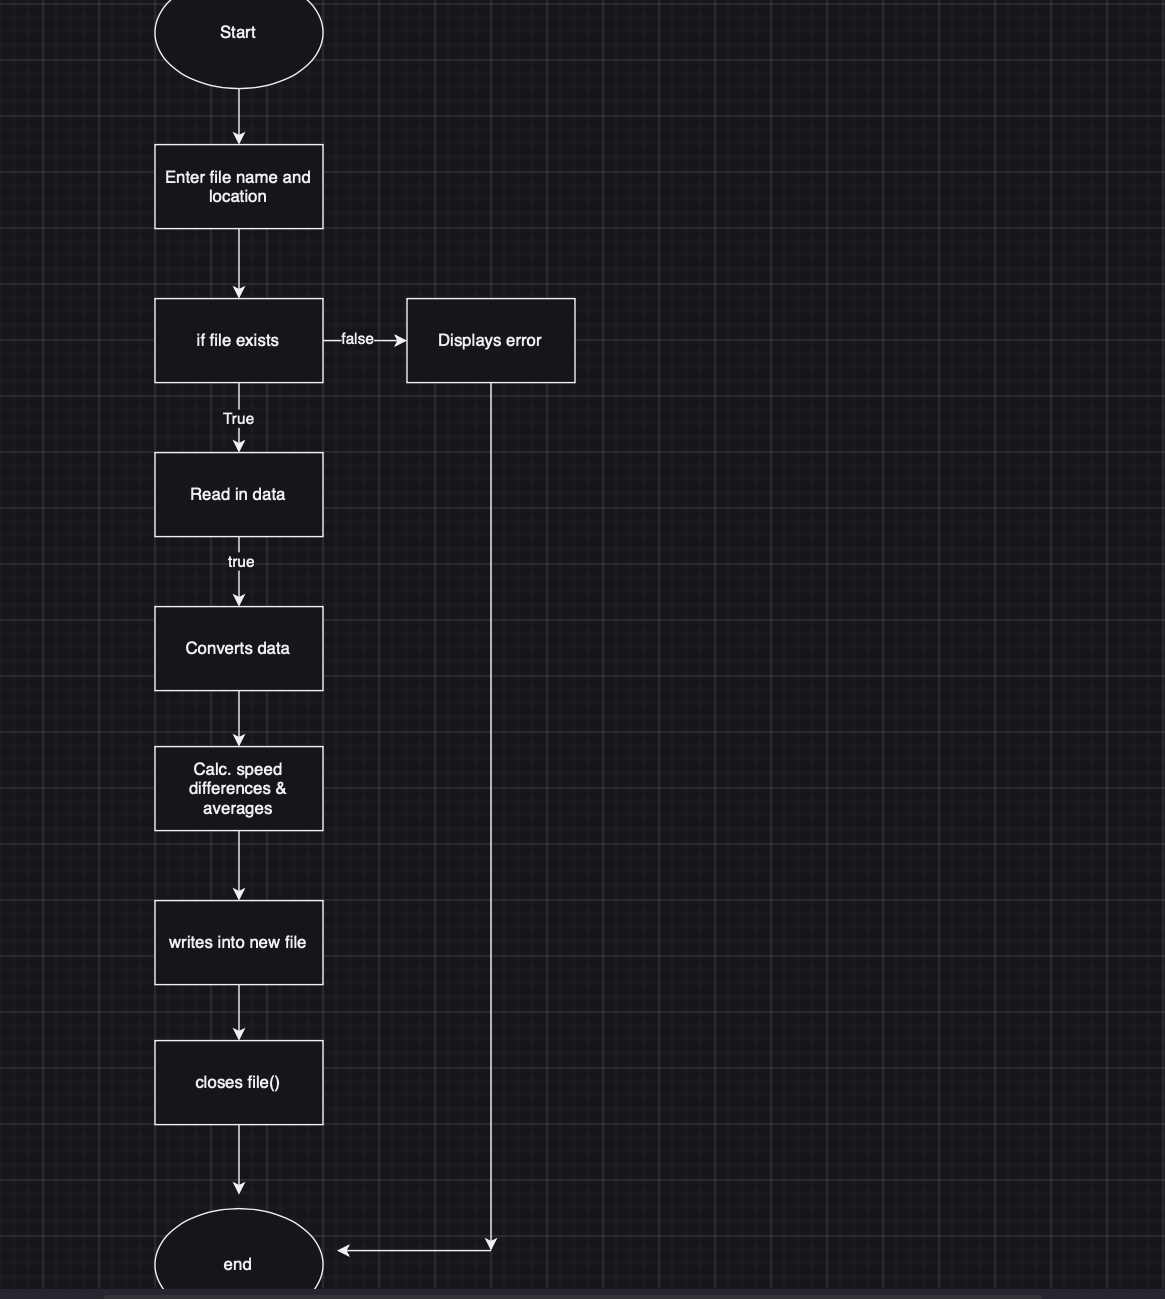 Start
Enter file name and
location
if file exists
false
Displays error
True
Read in data
true
Converts data
Calc. speed
differences &
averages
writes into new file
closes file()
end